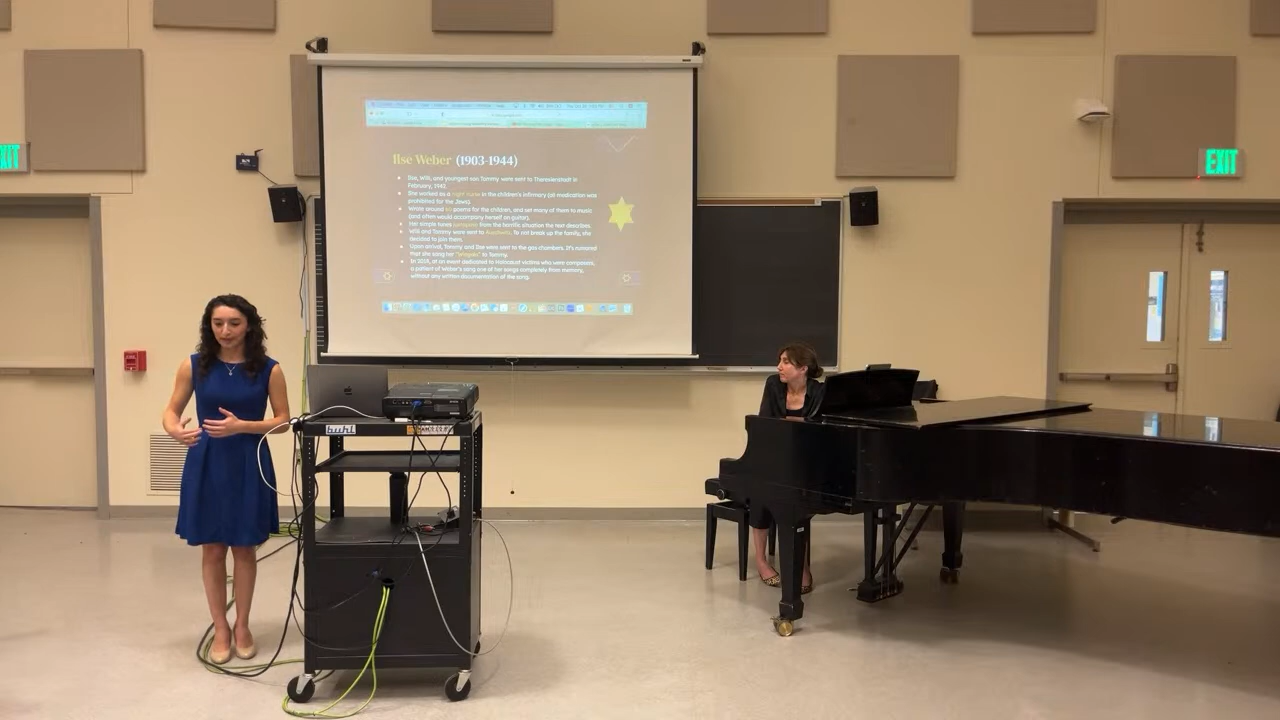 EXIT
Ilse Weber (1903-1944)
Ilse, Willi, and youngest son Tommy were sent to Theresienstadt in
February, 1942.
She worked as a night nurse in the children's infirmary (all medication was
prohibited for the Jews).
Wrote around 60 poems for the children, and set many of them to music
(and often would accompany herself on guitar).
Her simple tunes juxtapose from the horrific situation the text describes.
Willi and Tommy were sent to Auschwitz. To not break up the family, she
decided to join them.
Upon arrival, Tommy and Ilse were sent to the gas chambers. It's rumored
that she sang her "Wiegala" to Tommy.
In 2018, at an event dedicated to Holocaust victims who were composers,
a patient of Weber's sang one of her songs completely from memory,
without any written documentation of the song.
EXIT
buhl